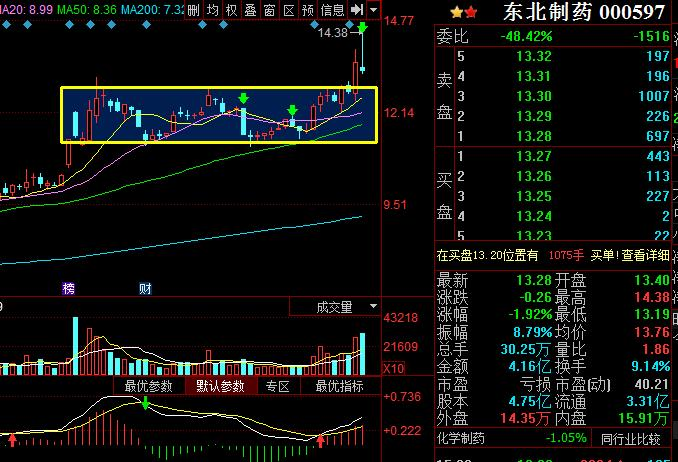 MA20: 8.99 MA50: 8.36 MA200: 7.32 删 均 权 叠 窗 区 预 信息
14.77
14.38
12.14
9.51
榜 财
9 成交量
43218
21609
X10
最优参数 默认参数 专区 最优指标
+0.736
+0.222
东北制药 000597
委比 -48.42% -1516
卖盘
5 13.32 197
4 13.31 196
3 13.30 1007
2 13.29 226
1 13.28 697
买盘
1 13.27 443
2 13.26 113
3 13.25 227
4 13.24 2
5 13.23 22
在买盘13.20位置有 1075手 买单!查看详细
最新 13.28 开盘 13.40
涨跌 -0.26 最高 14.38
涨幅 -1.92% 最低 13.19
振幅 8.79% 均价 13.76
总手 30.25万 量比 1.86
金额 4.16亿 换手 9.14%
市盈 亏损 市盈(动) 40.21
股本 4.75亿 流通 3.31亿
外盘 14.35万 内盘 15.91万
化学制药 -1.05% 同行业比较